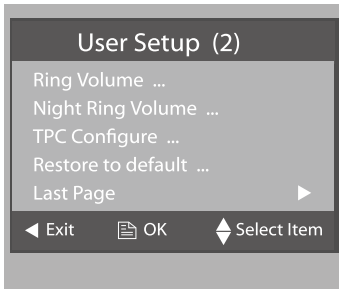 User Setup (2)
Ring Volume ...
Night Ring Volume ...
TPC Configure ...
Restore to default ...
Last Page
Exit OK Select Item